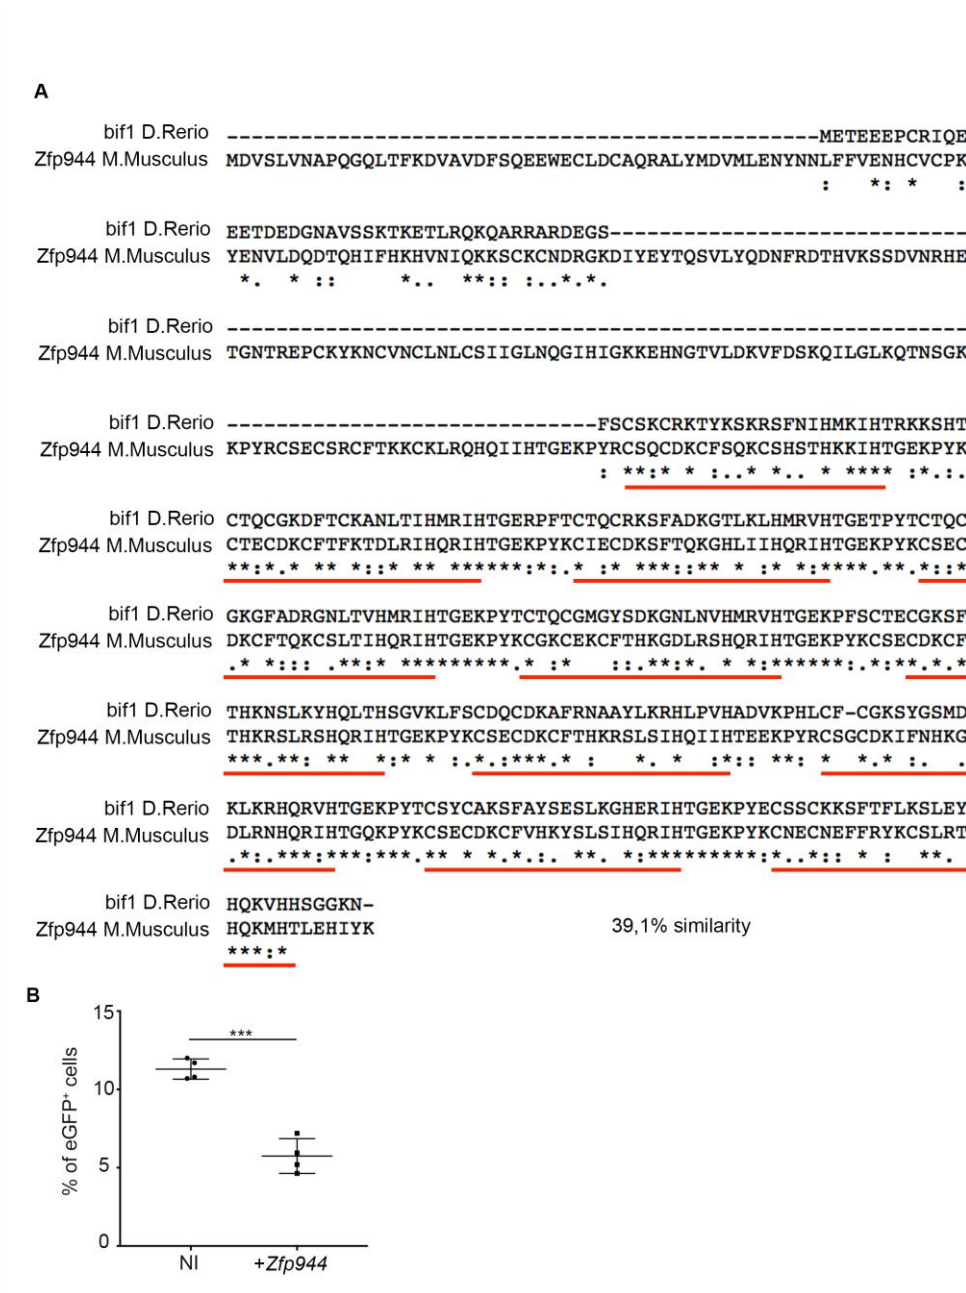 A
bif1 D.Rerio ------------------------------------------------METEEEPCRIQE
Zfp944 M.Musculus MDVSLVNAPQGQLTFKDVAVDFSQEEWECLDCAQRALYMDVMLENYNNLFFVENHCVCPK
: *: * :
bif1 D.Rerio EETDEDGNAVSSKTKETLRQKQARRARDEGS-----------------------------
Zfp944 M.Musculus YENVLDQDTQHIFHKHVNIQKKSCKCNDRGKDIYEYTQSVLYQDNFRDTHVKSSDVNRHE
*. * :: *.. **:: :..*.*.
bif1 D.Rerio ------------------------------------------------------------
Zfp944 M.Musculus TGNTREPCKYKNCVNCLNLCSIIGLNQGIHIGKKEHNGTVLDKVFDSKQILGLKQTNSGK
bif1 D.Rerio ------------------------------FSCSKCRKTYKSKRSFNIHMKIHTRKKSHT
Zfp944 M.Musculus KPYRCSECSRCFTKKCKLRQHQIIHTGEKPYRCSQCDKCFSQKCSHSTHKKIHTGEKPYK
: **:* * :..* *.. * **** :*.:.
bif1 D.Rerio CTQCGKDFTCKANLTIHMRIHTGERPFTCTQCRKSFADKGTLKLHMRVHTGETPYTCTQC
Zfp944 M.Musculus CTECDKCFTFKTDLRIHQRIHTGEKPYKCIECDKSFTQKGHLIIHQRIHTGEKPYKCSEC
**:*.* ** *::* ** ******:*:.* :* ***::** * :* *:****.**.*::*
bif1 D.Rerio GKGFADRGNLTVHMRIHTGEKPYTCTQCGMGYSDKGNLNVHMRVHTGEKPFSCTECGKSF
Zfp944 M.Musculus DKCFTQKCSLTIHQRIHTGEKPYKCGKCEKCFTHKGDLRSHQRIHTGEKPYKCSECDKCF
.* *::: .**:* *********.* :* ::.**:*. * *:******:.*:**.*.*
bif1 D.Rerio THKNSLKYHQLTHSGVKLFSCDQCDKAFRNAAYLKRHLPVHADVKPHLCF-CGKSYGSMD
Zfp944 M.Musculus THKRSLRSHQRIHTGEKPYKCSECDKCFTHKRSLSIHQIIHTEEKPYRCSGCDKIFNHKG
***.**: ** *:* * :.*.:***.* : *. * :*:: **: * *.* :. .
bif1 D.Rerio KLKRHQRVHTGEKPYTCSYCAKSFAYSESLKGHERIHTGEKPYECSSCKKSFTFLKSLEY
Zfp944 M.Musculus DLRNHQRIHTGQKPYKCSECDKCFVHKYSLSIHQRIHTGEKPYKCNECNEFFRYKCSLRT
.*:.***:***:***.** * *.*.:. **. *:*********:*..*:: * : **.
bif1 D.Rerio HQKVHHSGGKN-
Zfp944 M.Musculus HQKMHTLEHIYK
***:*
39,1% similarity
B
15
10
5
0
% of eGFP+ cells
***
NI
+Zfp944